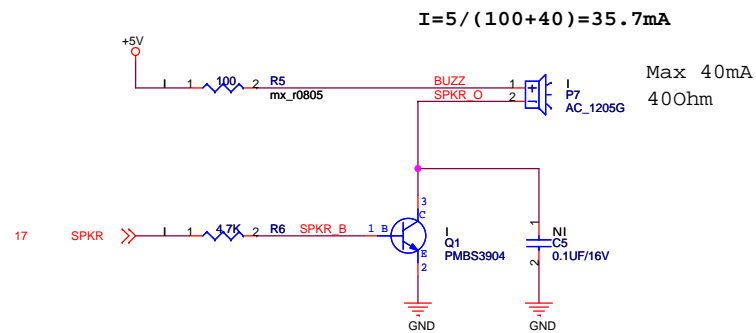 I=5/(100+40)=35.7mA
+5V
I 1 100 2 R5 BUZZ 1 I
mx_r0805 SPKR_O 2 P7
AC_1205G
Max 40mA
40Ohm
3
C
17 SPKR I 1 4.7K 2 R6 SPKR_B 1 B
I
Q1
PMBS3904
E
2
1
NI
C5
0.1UF/16V
2
GND GND